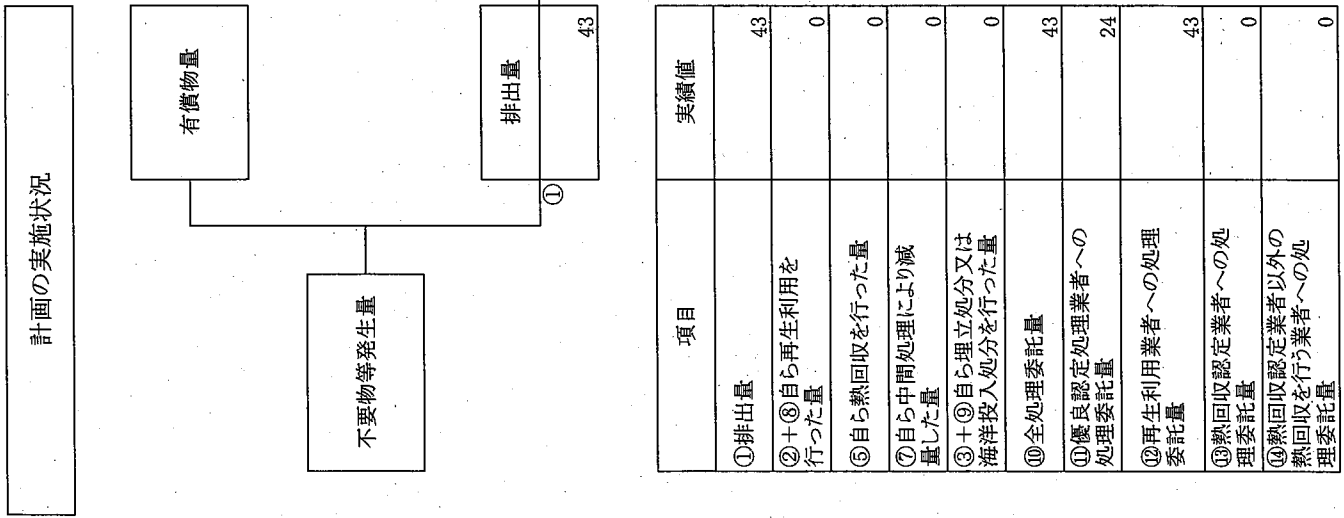 計画の実施状況
有償物量
不要物等発生量
①
排出量
43
項目
実績値
①排出量
43
②+⑧自ら再生利用を
行った量
0
⑤自ら熱回収を行った量
0
⑦自ら中間処理により減
量した量
0
③+⑨自ら埋立処分又は
海洋投入処分を行った量
0
⑩全処理委託量
43
⑪優良認定処理業者への
処理委託量
24
⑫再生利用業者への処理
委託量
43
⑬熱回収認定業者への処
理委託量
0
⑭熱回収認定業者以外の
熱回収を行う業者への処
理委託量
0